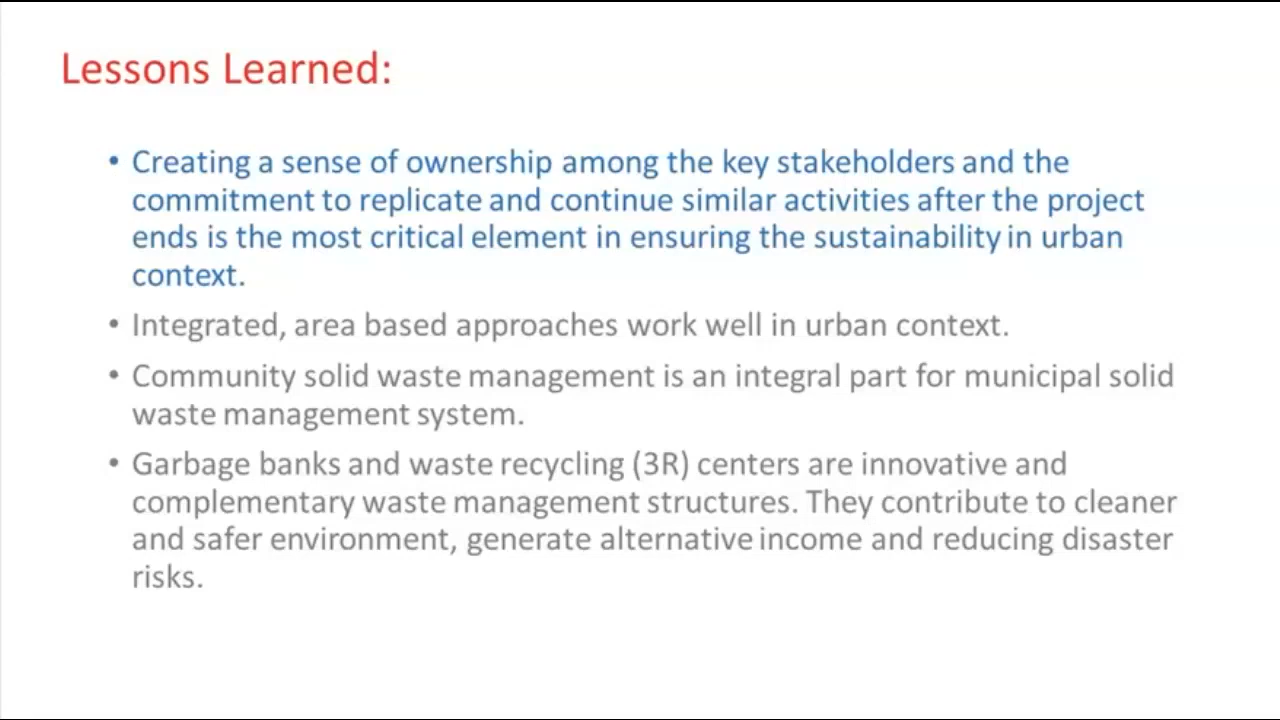 Lessons Learned:
• Creating a sense of ownership among the key stakeholders and the
commitment to replicate and continue similar activities after the project
ends is the most critical element in ensuring the sustainability in urban
context.
• Integrated, area based approaches work well in urban context.
• Community solid waste management is an integral part for municipal solid
waste management system.
• Garbage banks and waste recycling (3R) centers are innovative and
complementary waste management structures. They contribute to cleaner
and safer environment, generate alternative income and reducing disaster
risks.